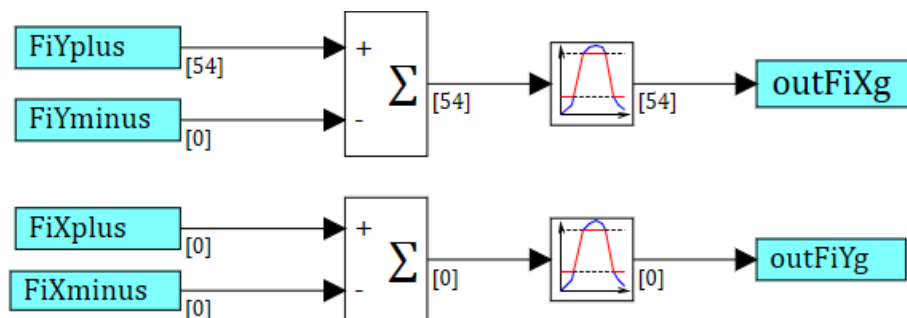 FiYplus
[54]
+
Σ
[54]
[54]
outFiXg
FiYminus
[0]
-
FiXplus
[0]
+
Σ
[0]
[0]
outFiYg
FiXminus
[0]
-